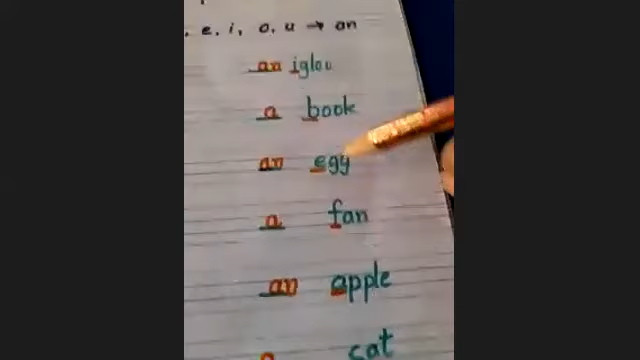 , e, i, o, u → an
an igloo
a book
an egg
a fan
an apple
a cat